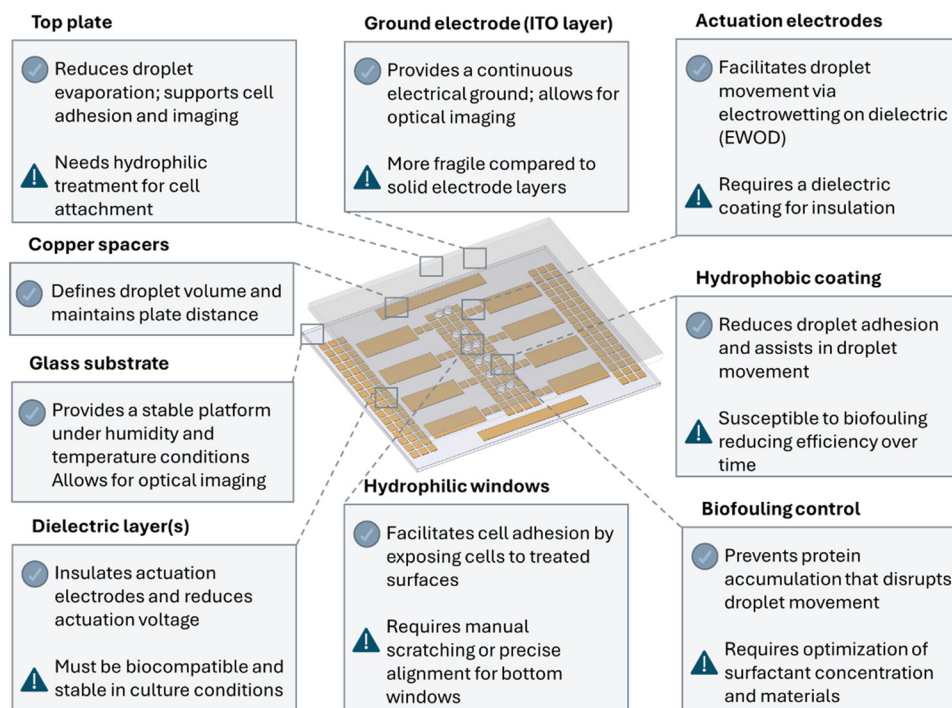 Top plate
Reduces droplet
evaporation; supports cell
adhesion and imaging
Needs hydrophilic
treatment for cell
attachment
Ground electrode (ITO layer)
Provides a continuous
electrical ground; allows for
optical imaging
More fragile compared to
solid electrode layers
Actuation electrodes
Facilitates droplet
movement via
electrowetting on dielectric
(EWOD)
Requires a dielectric
coating for insulation
Copper spacers
Defines droplet volume and
maintains plate distance
Hydrophobic coating
Reduces droplet adhesion
and assists in droplet
movement
Susceptible to biofouling
reducing efficiency over
time
Glass substrate
Provides a stable platform
under humidity and
temperature conditions
Allows for optical imaging
Dielectric layer(s)
Insulates actuation
electrodes and reduces
actuation voltage
Must be biocompatible and
stable in culture conditions
Hydrophilic windows
Facilitates cell adhesion by
exposing cells to treated
surfaces
Requires manual
scratching or precise
alignment for bottom
windows
Biofouling control
Prevents protein
accumulation that disrupts
droplet movement
Requires optimization of
surfactant concentration
and materials